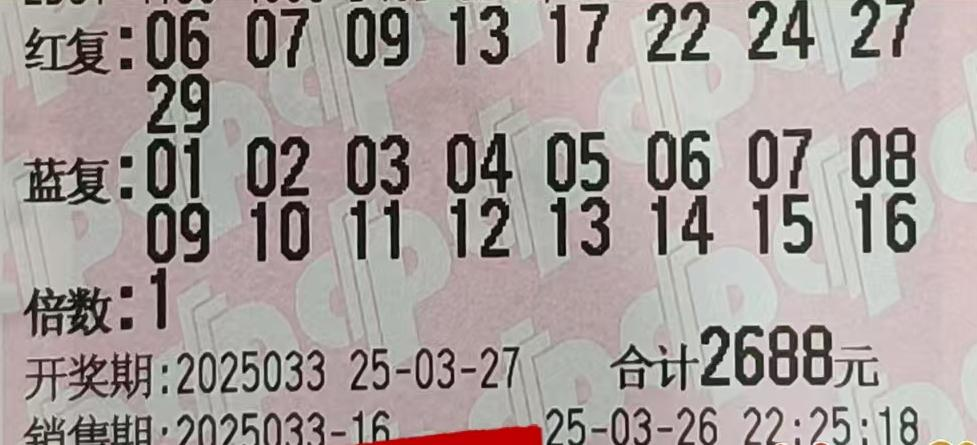 红复:06 07 09 13 17 22 24 27
29
蓝复:01 02 03 04 05 06 07 08
09 10 11 12 13 14 15 16
倍数:1
开奖期:2025033 25-03-27 合计2688元
销售期:2025033-16 25-03-26 22:25:18